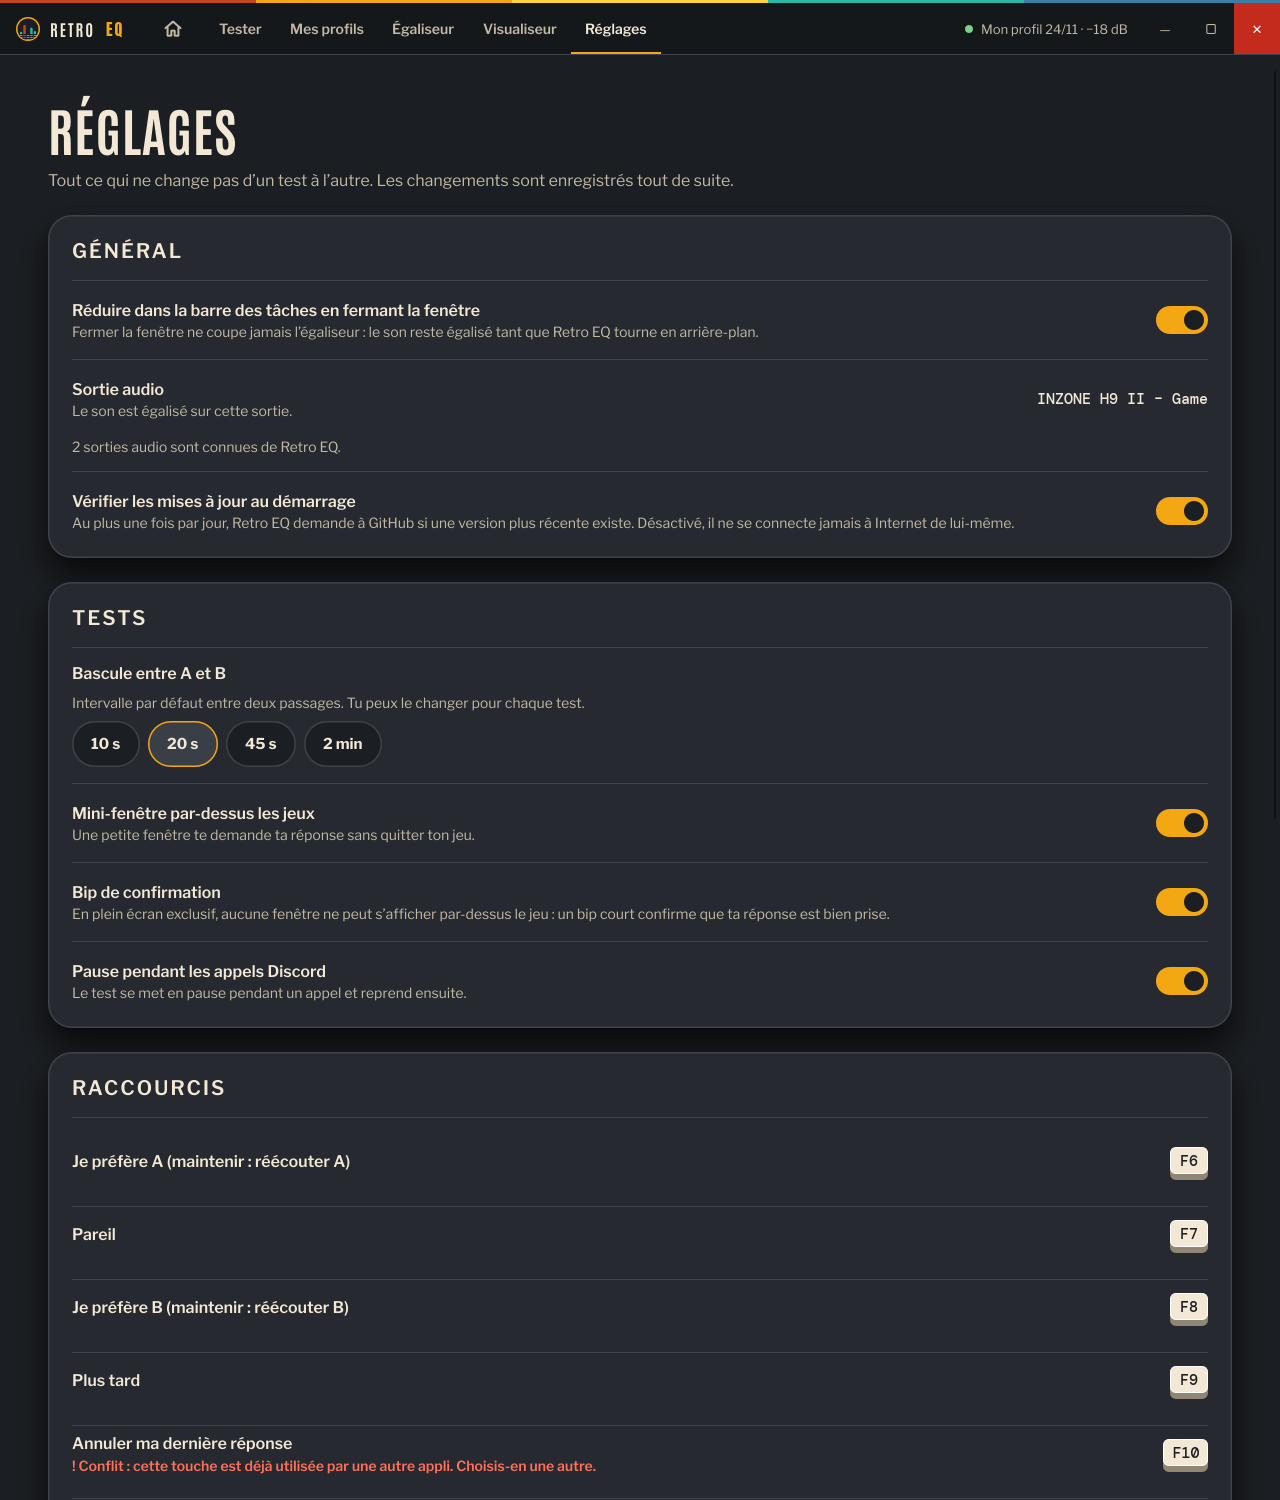 RETRO EQ
Tester
Mes profils
Égaliseur
Visualiseur
Réglages
Mon profil 24/11 · −18 dB
RÉGLAGES
Tout ce qui ne change pas d’un test à l’autre. Les changements sont enregistrés tout de suite.
GÉNÉRAL
Réduire dans la barre des tâches en fermant la fenêtre
Fermer la fenêtre ne coupe jamais l’égaliseur : le son reste égalisé tant que Retro EQ tourne en arrière-plan.
Sortie audio
Le son est égalisé sur cette sortie.
INZONE H9 II – Game
2 sorties audio sont connues de Retro EQ.
Vérifier les mises à jour au démarrage
Au plus une fois par jour, Retro EQ demande à GitHub si une version plus récente existe. Désactivé, il ne se connecte jamais à Internet de lui-même.
TESTS
Bascule entre A et B
Intervalle par défaut entre deux passages. Tu peux le changer pour chaque test.
10 s
20 s
45 s
2 min
Mini-fenêtre par-dessus les jeux
Une petite fenêtre te demande ta réponse sans quitter ton jeu.
Bip de confirmation
En plein écran exclusif, aucune fenêtre ne peut s’afficher par-dessus le jeu : un bip court confirme que ta réponse est bien prise.
Pause pendant les appels Discord
Le test se met en pause pendant un appel et reprend ensuite.
RACCOURCIS
Je préfère A (maintenir : réécouter A)
F6
Pareil
F7
Je préfère B (maintenir : réécouter B)
F8
Plus tard
F9
Annuler ma dernière réponse
! Conflit : cette touche est déjà utilisée par une autre appli. Choisis-en une autre.
F10